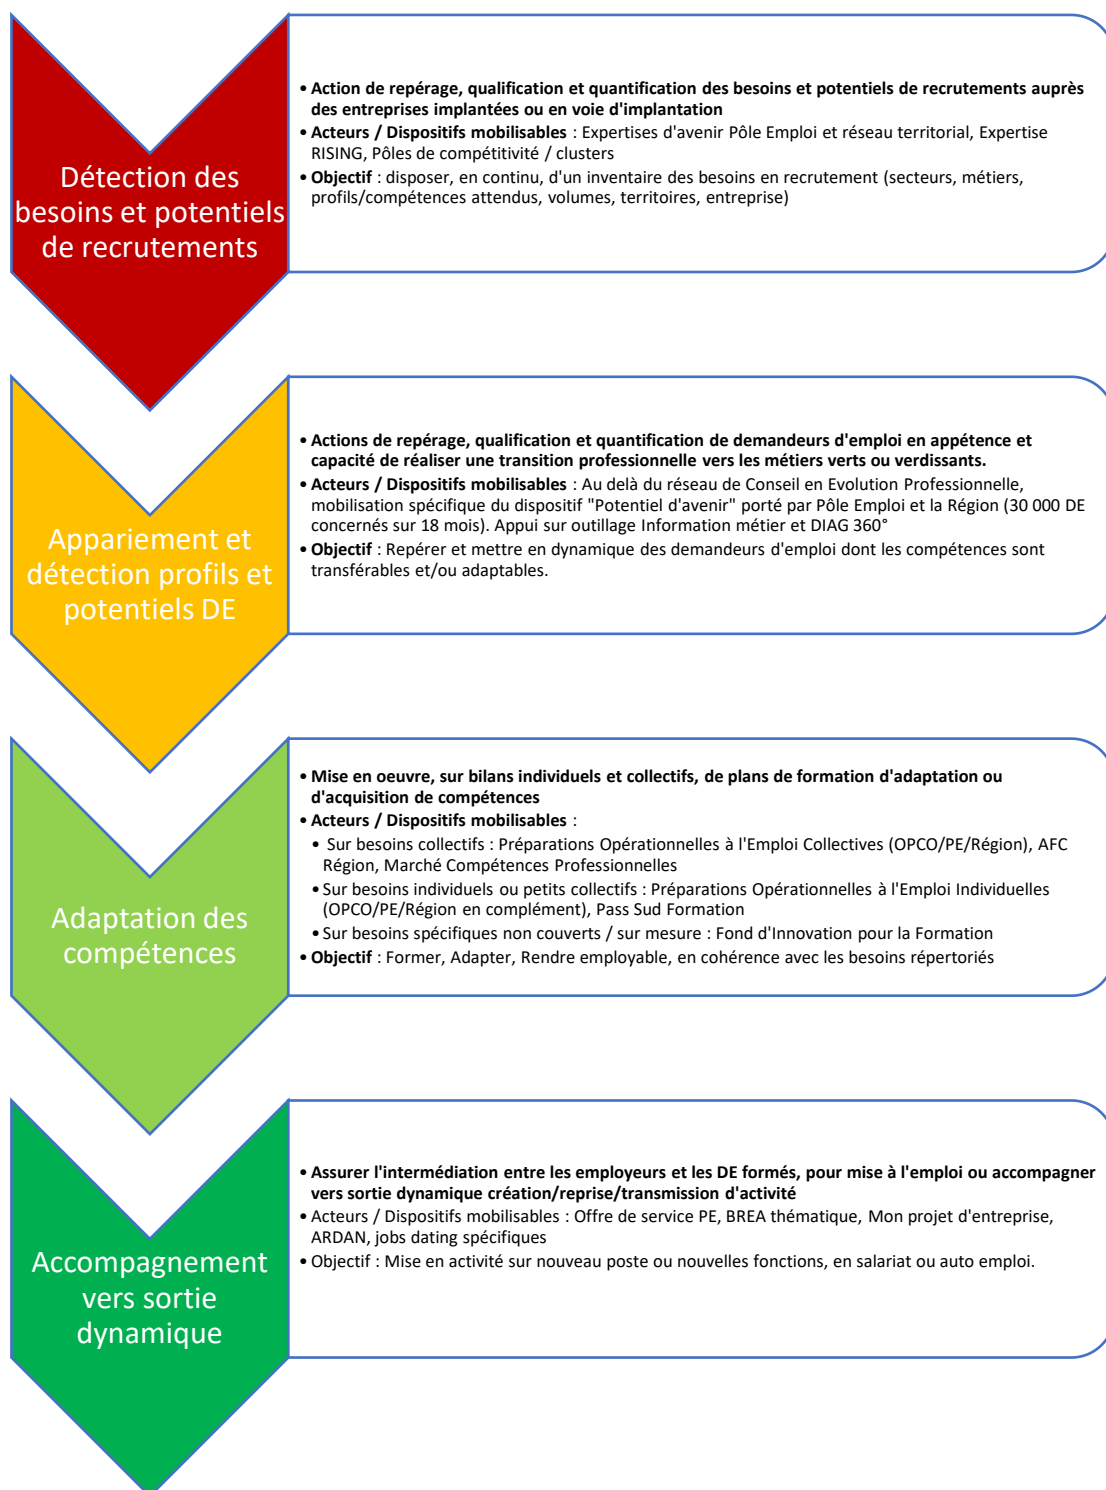 Détection des
besoins et potentiels
de recrutements
• Action de repérage, qualification et quantification des besoins et potentiels de recrutements auprès
des entreprises implantées ou en voie d'implantation
• Acteurs / Dispositifs mobilisables : Expertises d'avenir Pôle Emploi et réseau territorial, Expertise
RISING, Pôles de compétitivité / clusters
• Objectif : disposer, en continu, d'un inventaire des besoins en recrutement (secteurs, métiers,
profils/compétences attendus, volumes, territoires, entreprise)
Appariement et
détection profils et
potentiels DE
• Actions de repérage, qualification et quantification de demandeurs d'emploi en appétence et
capacité de réaliser une transition professionnelle vers les métiers verts ou verdissants.
• Acteurs / Dispositifs mobilisables : Au delà du réseau de Conseil en Evolution Professionnelle,
mobilisation spécifique du dispositif "Potentiel d'avenir" porté par Pôle Emploi et la Région (30 000 DE
concernés sur 18 mois). Appui sur outillage Information métier et DIAG 360°
• Objectif : Repérer et mettre en dynamique des demandeurs d'emploi dont les compétences sont
transférables et/ou adaptables.
Adaptation des
compétences
• Mise en oeuvre, sur bilans individuels et collectifs, de plans de formation d'adaptation ou
d'acquisition de compétences
• Acteurs / Dispositifs mobilisables :
• Sur besoins collectifs : Préparations Opérationnelles à l'Emploi Collectives (OPCO/PE/Région), AFC
Région, Marché Compétences Professionnelles
• Sur besoins individuels ou petits collectifs : Préparations Opérationnelles à l'Emploi Individuelles
(OPCO/PE/Région en complément), Pass Sud Formation
• Sur besoins spécifiques non couverts / sur mesure : Fond d'Innovation pour la Formation
• Objectif : Former, Adapter, Rendre employable, en cohérence avec les besoins répertoriés
Accompagnement
vers sortie
dynamique
• Assurer l'intermédiation entre les employeurs et les DE formés, pour mise à l'emploi ou accompagner
vers sortie dynamique création/reprise/transmission d'activité
• Acteurs / Dispositifs mobilisables : Offre de service PE, BREA thématique, Mon projet d'entreprise,
ARDAN, jobs dating spécifiques
• Objectif : Mise en activité sur nouveau poste ou nouvelles fonctions, en salariat ou auto emploi.